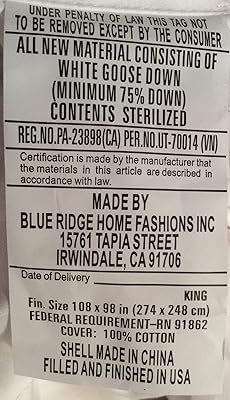 UNDER PENALTY OF LAW THIS TAG NOT
TO BE REMOVED EXCEPT BY THE CONSUMER
ALL NEW MATERIAL CONSISTING OF
WHITE GOOSE DOWN
(MINIMUM 75% DOWN)
CONTENTS STERILIZED
REG.NO.PA-23898(CA) PER.NO.UT-70014 (VN)
Certification is made by the manufacturer that
the materials in this article are described in
accordance with law.
MADE BY
BLUE RIDGE HOME FASHIONS INC
15761 TAPIA STREET
IRWINDALE, CA 91706
Date of Delivery
KING
Fin. Size 108 x 98 in (274 x 248 cm)
FEDERAL REQUIREMENT–RN 91862
COVER: 100% COTTON
SHELL MADE IN CHINA
FILLED AND FINISHED IN USA